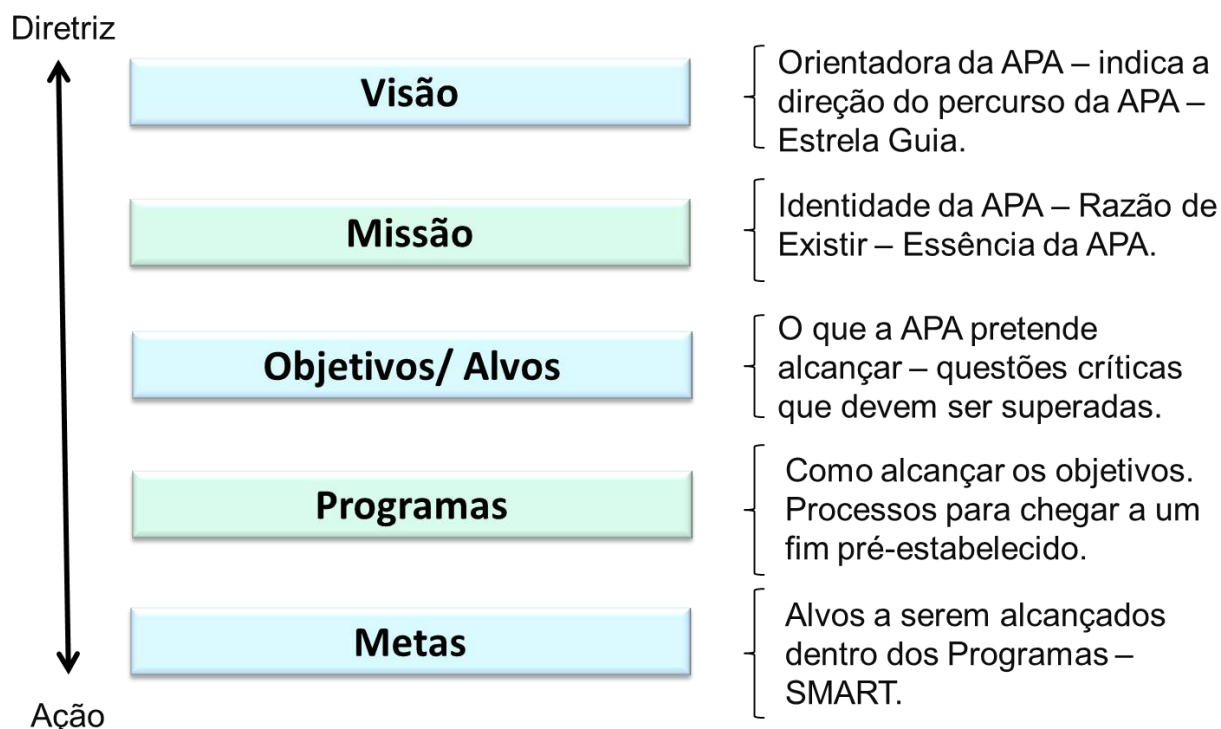 Diretriz
Visão
Orientadora da APA – indica a
direção do percurso da APA –
Estrela Guia.
Missão
Identidade da APA – Razão de
Existir – Essência da APA.
Objetivos/ Alvos
O que a APA pretende
alcançar – questões críticas
que devem ser superadas.
Programas
Como alcançar os objetivos.
Processos para chegar a um
fim pré-estabelecido.
Metas
Alvos a serem alcançados
dentro dos Programas –
SMART.
Ação